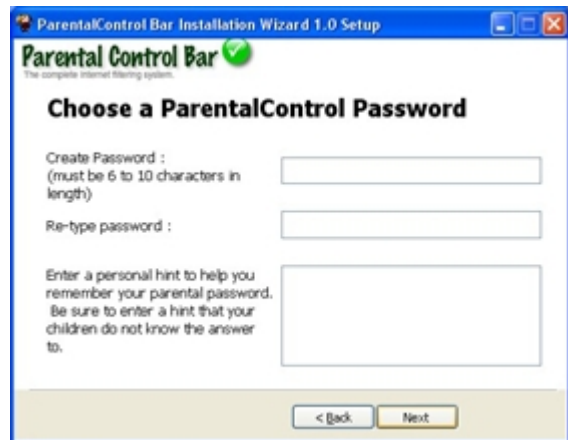 ParentalControl Bar Installation Wizard 1.0 Setup
Parental Control Bar
The complete internet filtering system.
Choose a ParentalControl Password
Create Password :
(must be 6 to 10 characters in
length)
Re-type password :
Enter a personal hint to help you
remember your parental password.
Be sure to enter a hint that your
children do not know the answer
to.
< Back
Next